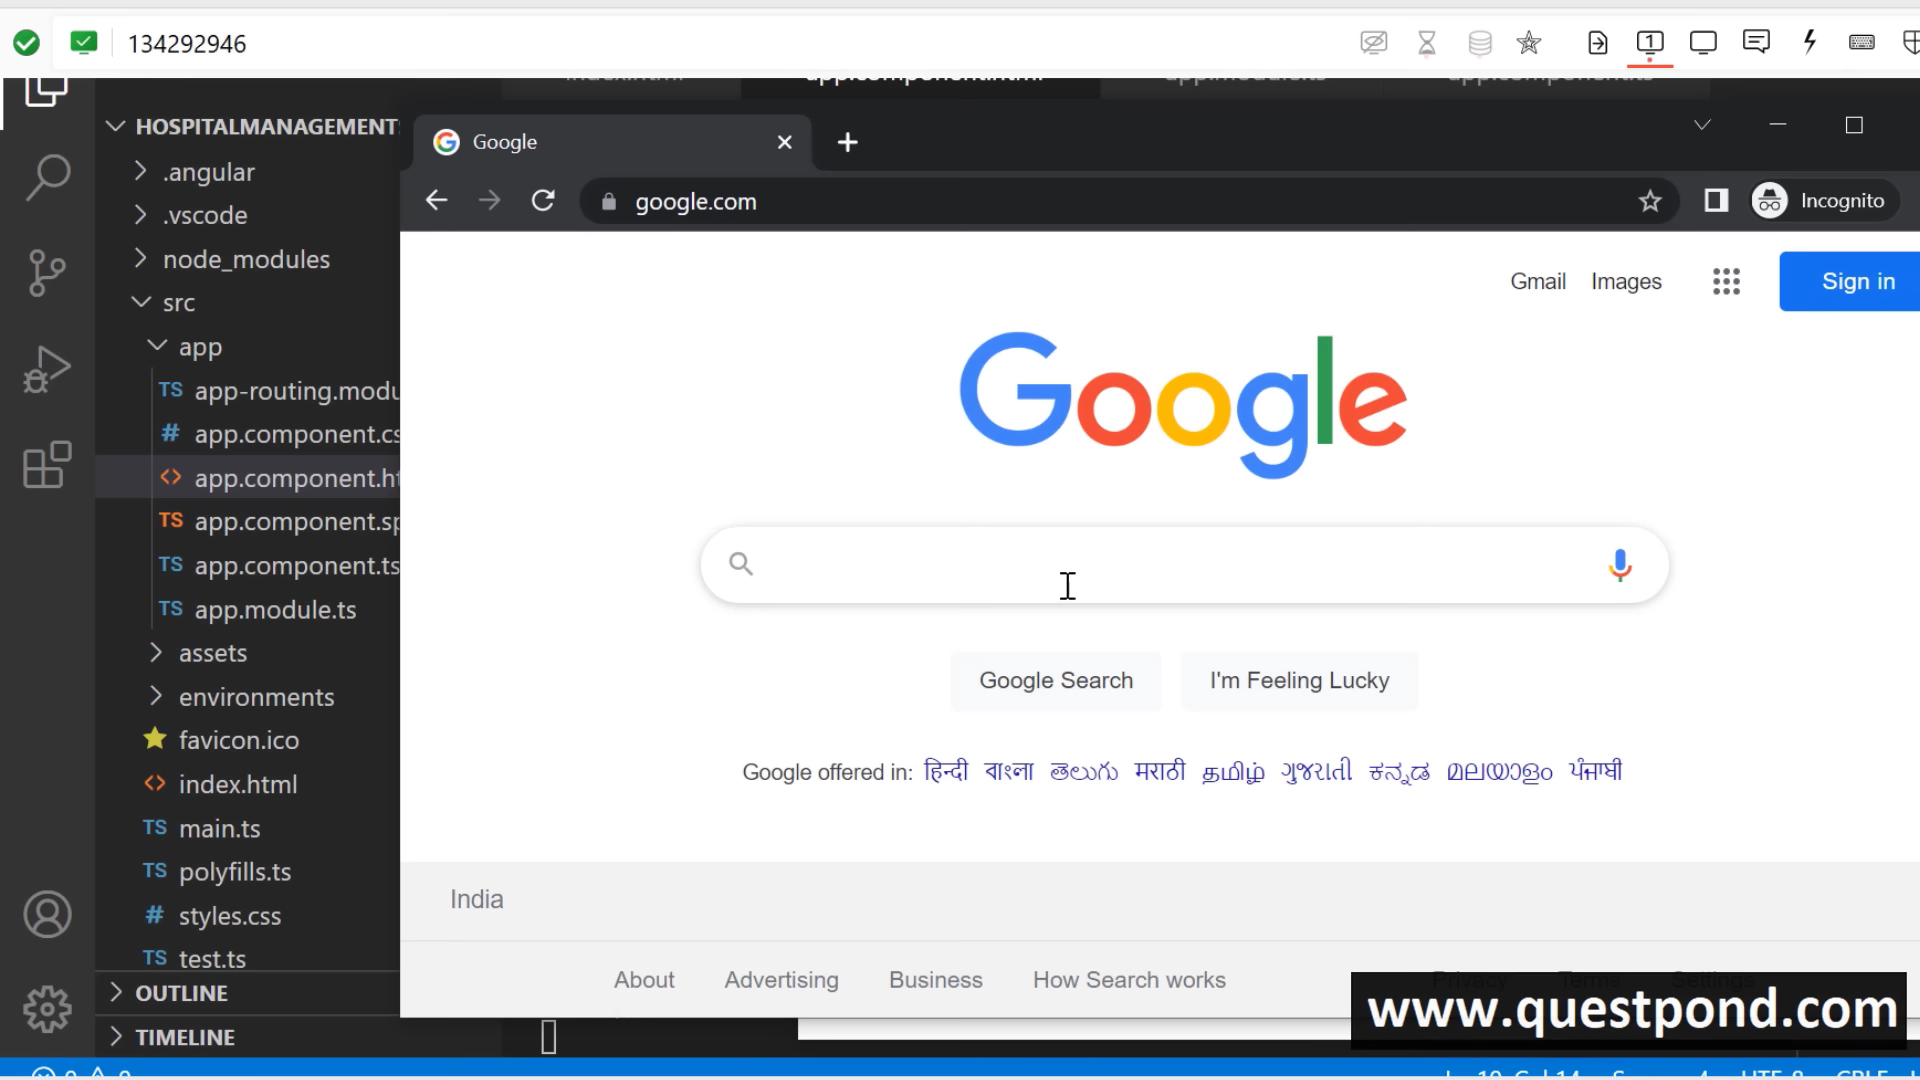 134292946
HOSPITALMANAGEMENT
Google
.angular
.vscode
google.com
Incognito
node_modules
Gmail Images
Sign in
src
Google
app
TS app-routing.modu
# app.component.cs
<> app.component.ht
TS app.component.sp
TS app.component.ts
TS app.module.ts
assets
Google Search
I'm Feeling Lucky
environments
favicon.ico
Google offered in: हिन्दी বাংলা తెలుగు मराठी தமிழ் ગુજરાતી ಕನ್ನಡ മലയാളം ਪੰਜਾਬੀ
<> index.html
TS main.ts
TS polyfills.ts
India
# styles.css
TS test.ts
About Advertising Business How Search works Privacy Terms Settings
OUTLINE
www.questpond.com
TIMELINE